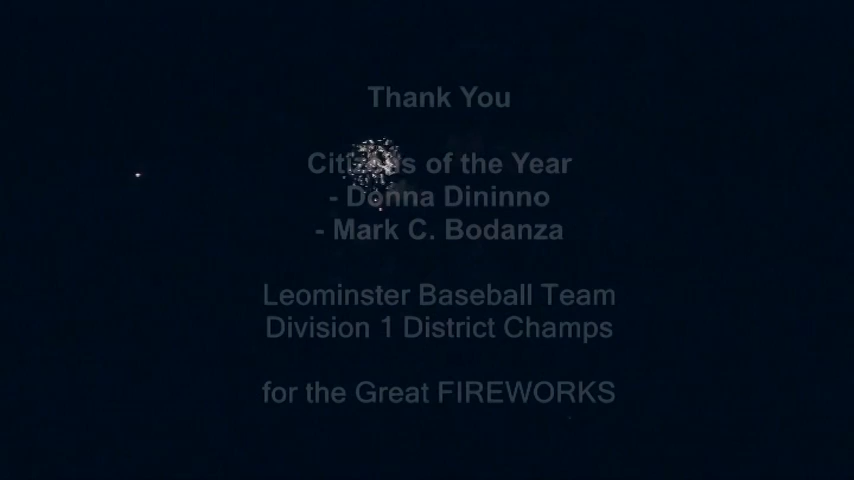 Thank You
Citizens of the Year
- Donna Dininno
- Mark C. Bodanza
Leominster Baseball Team
Division 1 District Champs
for the Great FIREWORKS